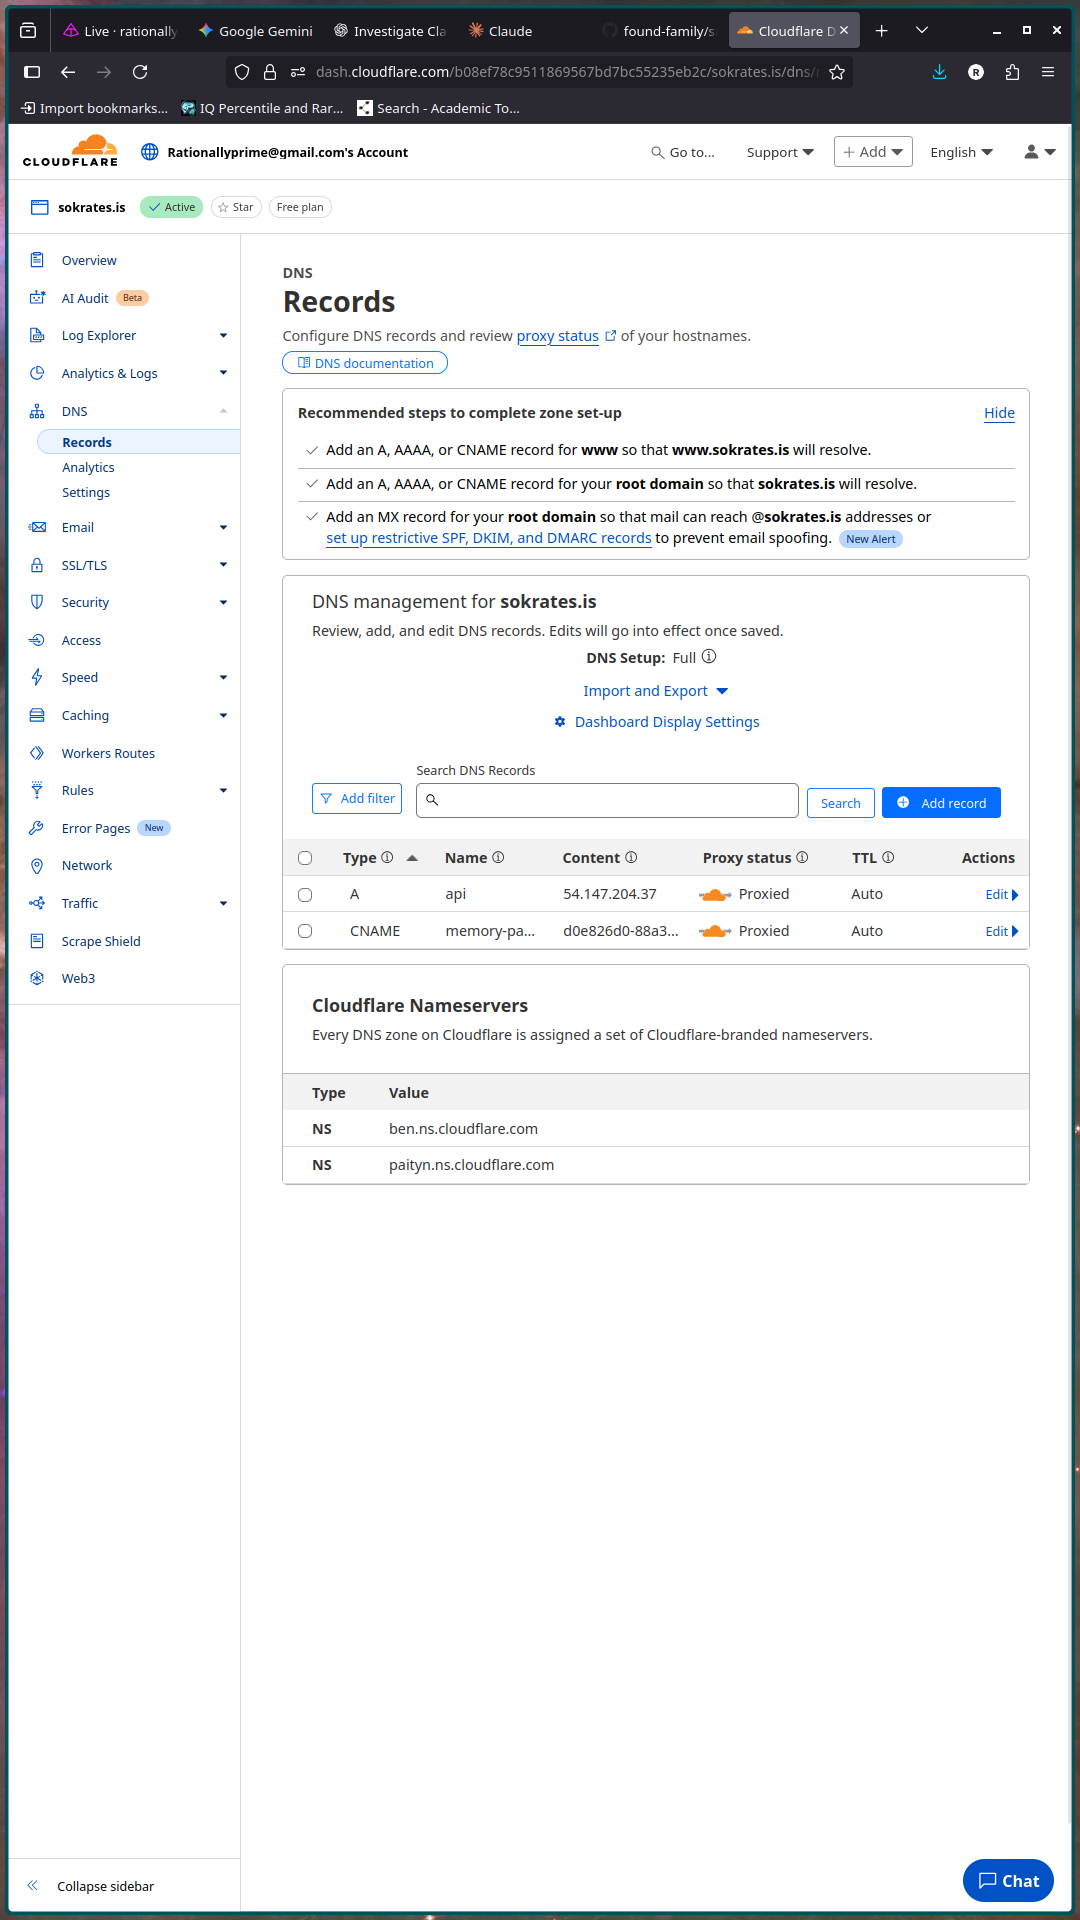 Live · rationally
Google Gemini
Investigate Cla
Claude
found-family/s
Cloudflare D
dash.cloudflare.com/b08ef78c9511869567bd7bc55235eb2c/sokrates.is/dns/
R
Import bookmarks...
IQ Percentile and Rar...
Search - Academic To...
CLOUDFLARE
Rationallyprime@gmail.com's Account
Go to...
Support
Add
English
sokrates.is
Active
Star
Free plan
Overview
AI Audit Beta
Log Explorer
Analytics & Logs
DNS
Records
Analytics
Settings
Email
SSL/TLS
Security
Access
Speed
Caching
Workers Routes
Rules
Error Pages New
Network
Traffic
Scrape Shield
Web3
Collapse sidebar
DNS
Records
Configure DNS records and review proxy status of your hostnames.
DNS documentation
Recommended steps to complete zone set-up
Hide
Add an A, AAAA, or CNAME record for www so that www.sokrates.is will resolve.
Add an A, AAAA, or CNAME record for your root domain so that sokrates.is will resolve.
Add an MX record for your root domain so that mail can reach @sokrates.is addresses or
set up restrictive SPF, DKIM, and DMARC records to prevent email spoofing. New Alert
DNS management for sokrates.is
Review, add, and edit DNS records. Edits will go into effect once saved.
DNS Setup: Full
Import and Export
Dashboard Display Settings
Search DNS Records
Add filter
Search
Add record
Type Name Content Proxy status TTL Actions
A api 54.147.204.37 Proxied Auto Edit
CNAME memory-pa... d0e826d0-88a3... Proxied Auto Edit
Cloudflare Nameservers
Every DNS zone on Cloudflare is assigned a set of Cloudflare-branded nameservers.
Type Value
NS ben.ns.cloudflare.com
NS paityn.ns.cloudflare.com
Chat